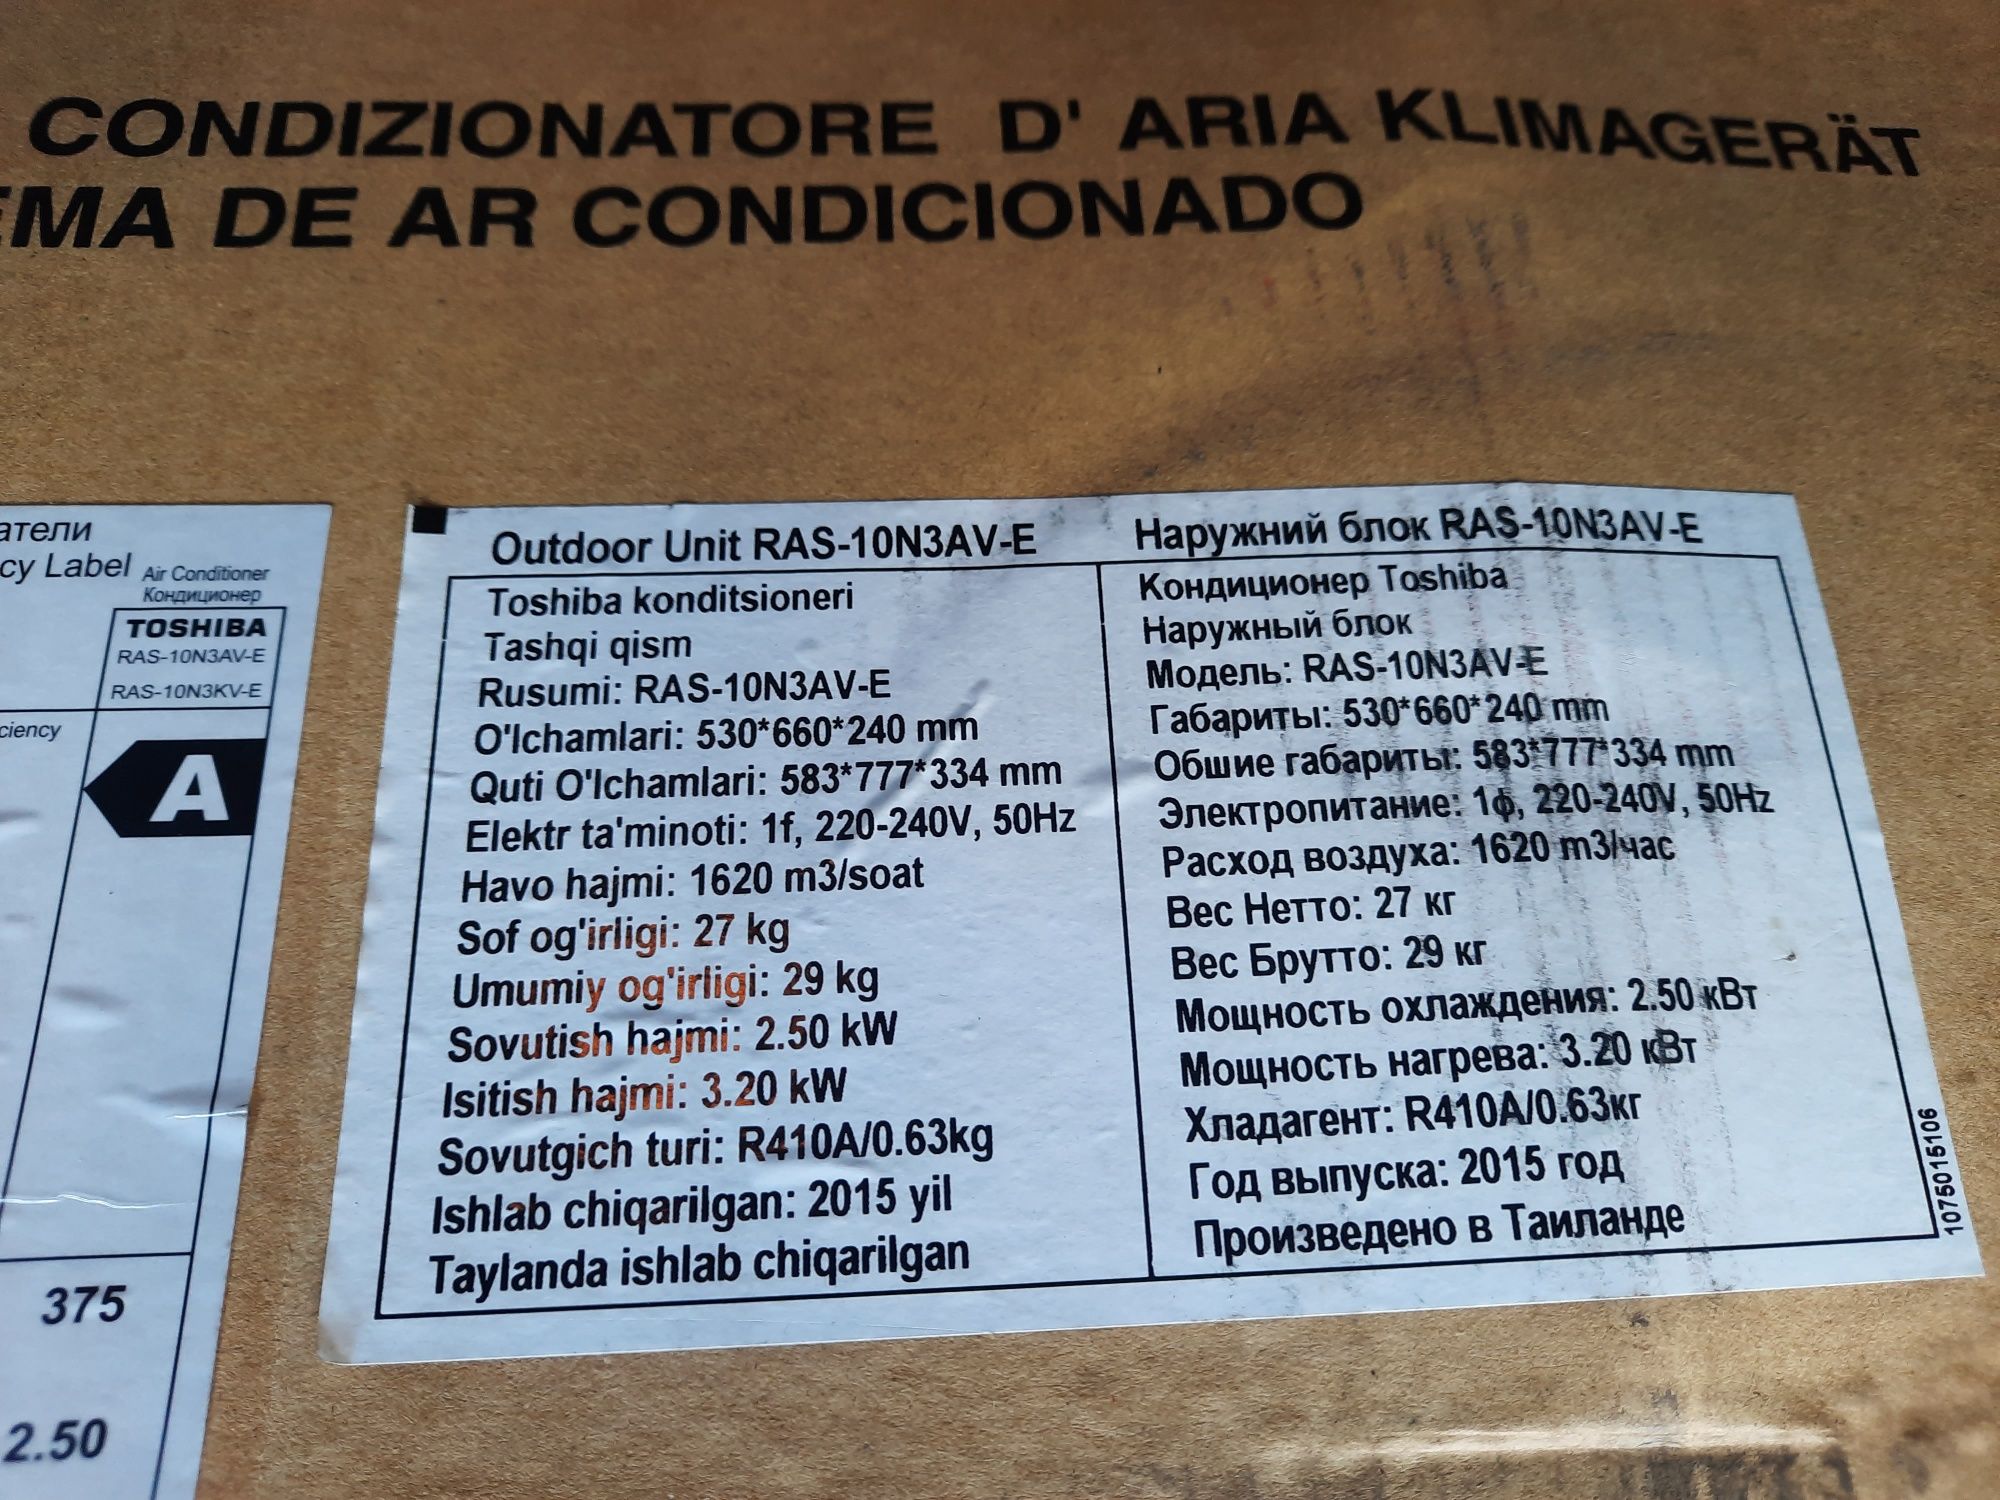 CONDIZIONATORE D' ARIA KLIMAGERÄT
EMA DE AR CONDICIONADO
атели
cy Label
Air Conditioner
Кондиционер
TOSHIBA
RAS-10N3AV-E
RAS-10N3KV-E
ciency
A
375
2.50
Outdoor Unit RAS-10N3AV-E
Toshiba konditsioneri
Tashqi qism
Rusumi: RAS-10N3AV-E
O'lchamlari: 530*660*240 mm
Quti O'lchamlari: 583*777*334 mm
Elektr ta'minoti: 1f, 220-240V, 50Hz
Havo hajmi: 1620 m3/soat
Sof og'irligi: 27 kg
Umumiy og'irligi: 29 kg
Sovutish hajmi: 2.50 kW
Isitish hajmi: 3.20 kW
Sovutgich turi: R410A/0.63kg
Ishlab chiqarilgan: 2015 yil
Taylanda ishlab chiqarilgan
Наружний блок RAS-10N3AV-E
Кондиционер Toshiba
Наружный блок
Модель: RAS-10N3AV-E
Габариты: 530*660*240 mm
Обшие габариты: 583*777*334 mm
Электропитание: 1ф, 220-240V, 50Hz
Расход воздуха: 1620 m3/час
Вес Нетто: 27 кг
Вес Брутто: 29 кг
Мощность охлаждения: 2.50 кВт
Мощность нагрева: 3.20 кВт
Хладагент: R410A/0.63кг
Год выпуска: 2015 год
Произведено в Таиланде
1075015106